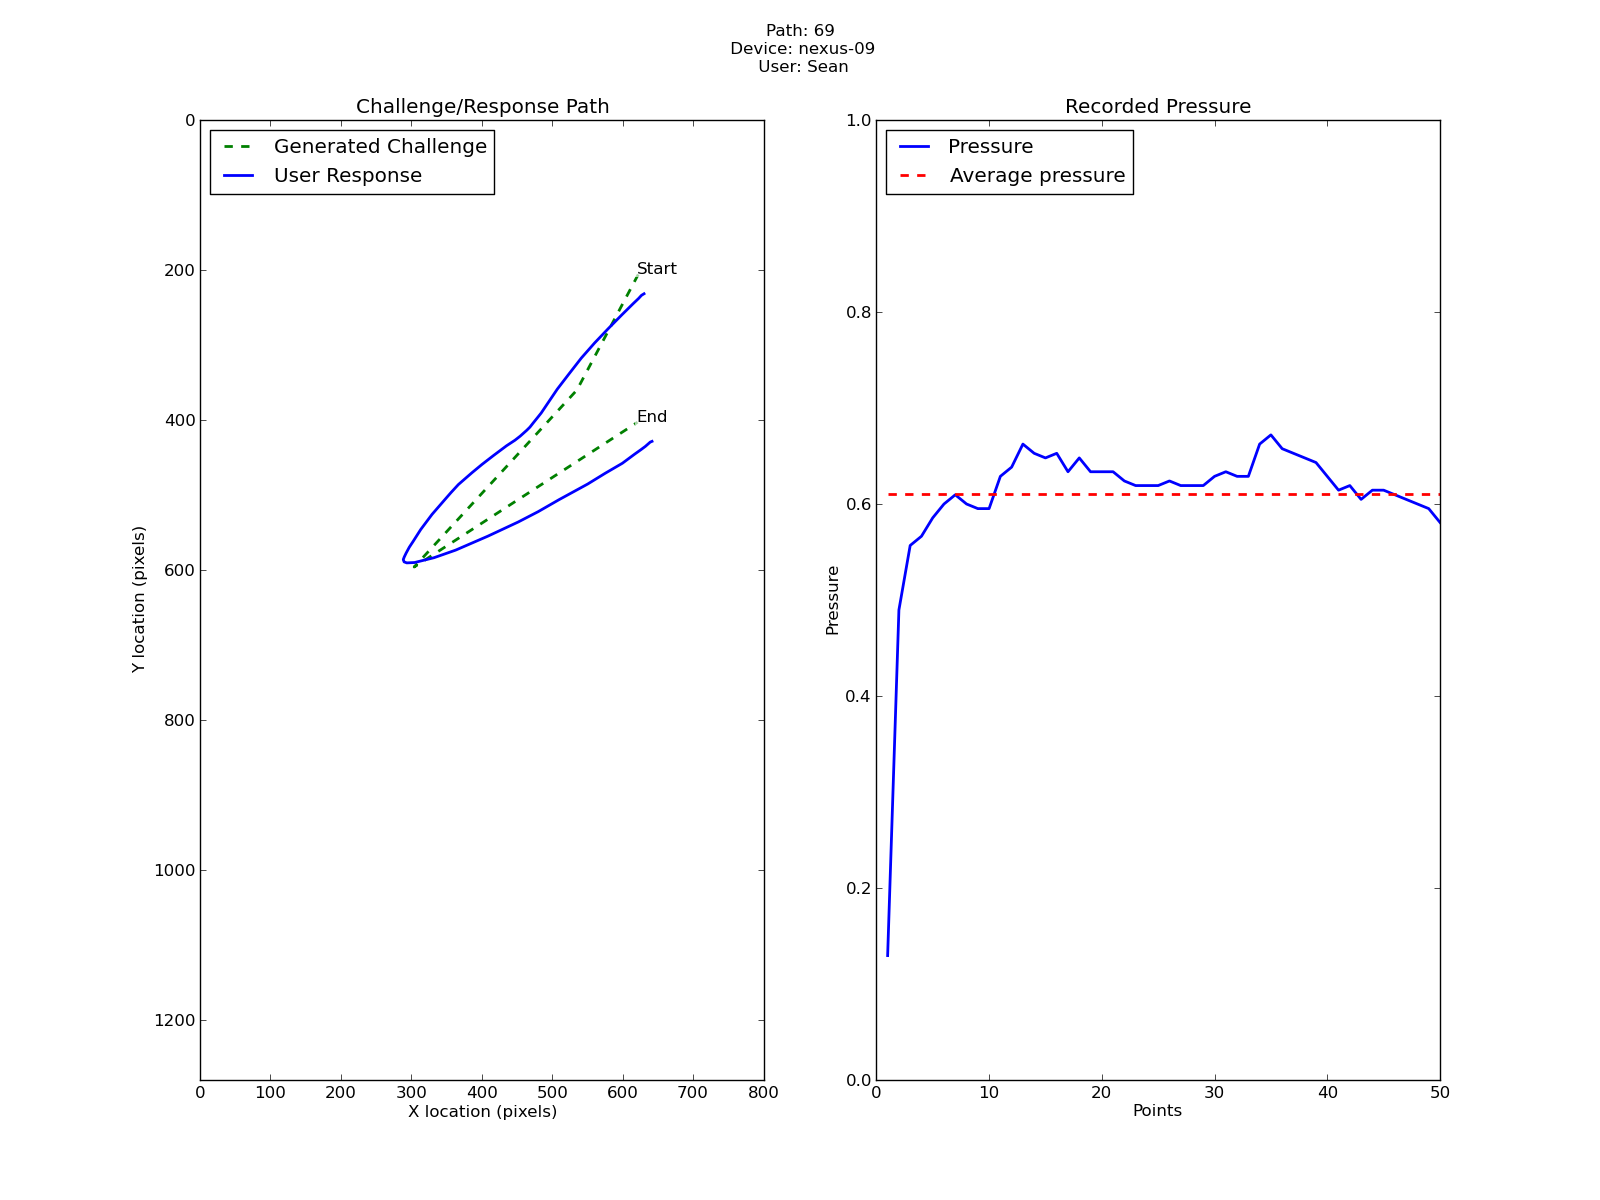 Path: 69
Device: nexus-09
User: Sean
Challenge/Response Path
Generated Challenge
User Response
Start
End
0
200
400
600
800
1000
1200
Y location (pixels)
0 100 200 300 400 500 600 700 800
X location (pixels)
Recorded Pressure
Pressure
Average pressure
1.0
0.8
0.6
0.4
0.2
0.0
Pressure
0 10 20 30 40 50
Points